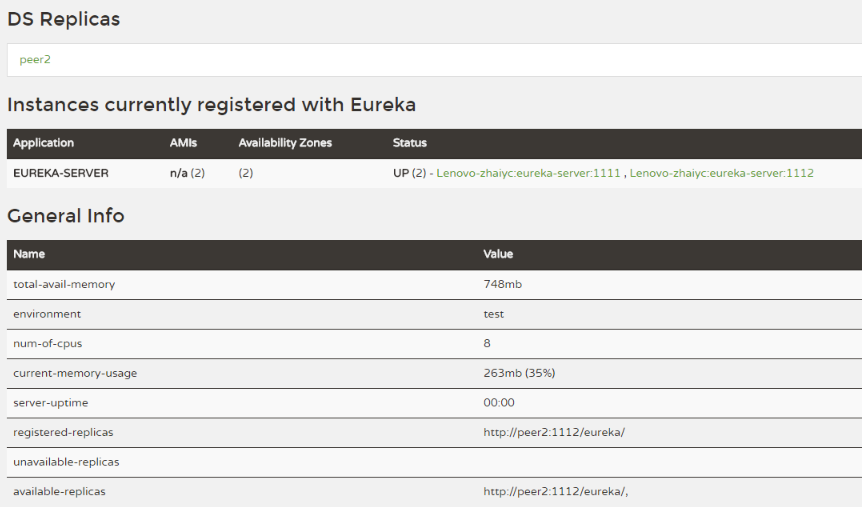 DS Replicas
peer2
Instances currently registered with Eureka
Application AMIs Availability Zones Status
EUREKA-SERVER n/a (2) (2) UP (2) - Lenovo-zhaiyc:eureka-server:1111 , Lenovo-zhaiyc:eureka-server:1112
General Info
Name Value
total-avail-memory 748mb
environment test
num-of-cpus 8
current-memory-usage 263mb (35%)
server-uptime 00:00
registered-replicas http://peer2:1112/eureka/
unavailable-replicas
available-replicas http://peer2:1112/eureka/,